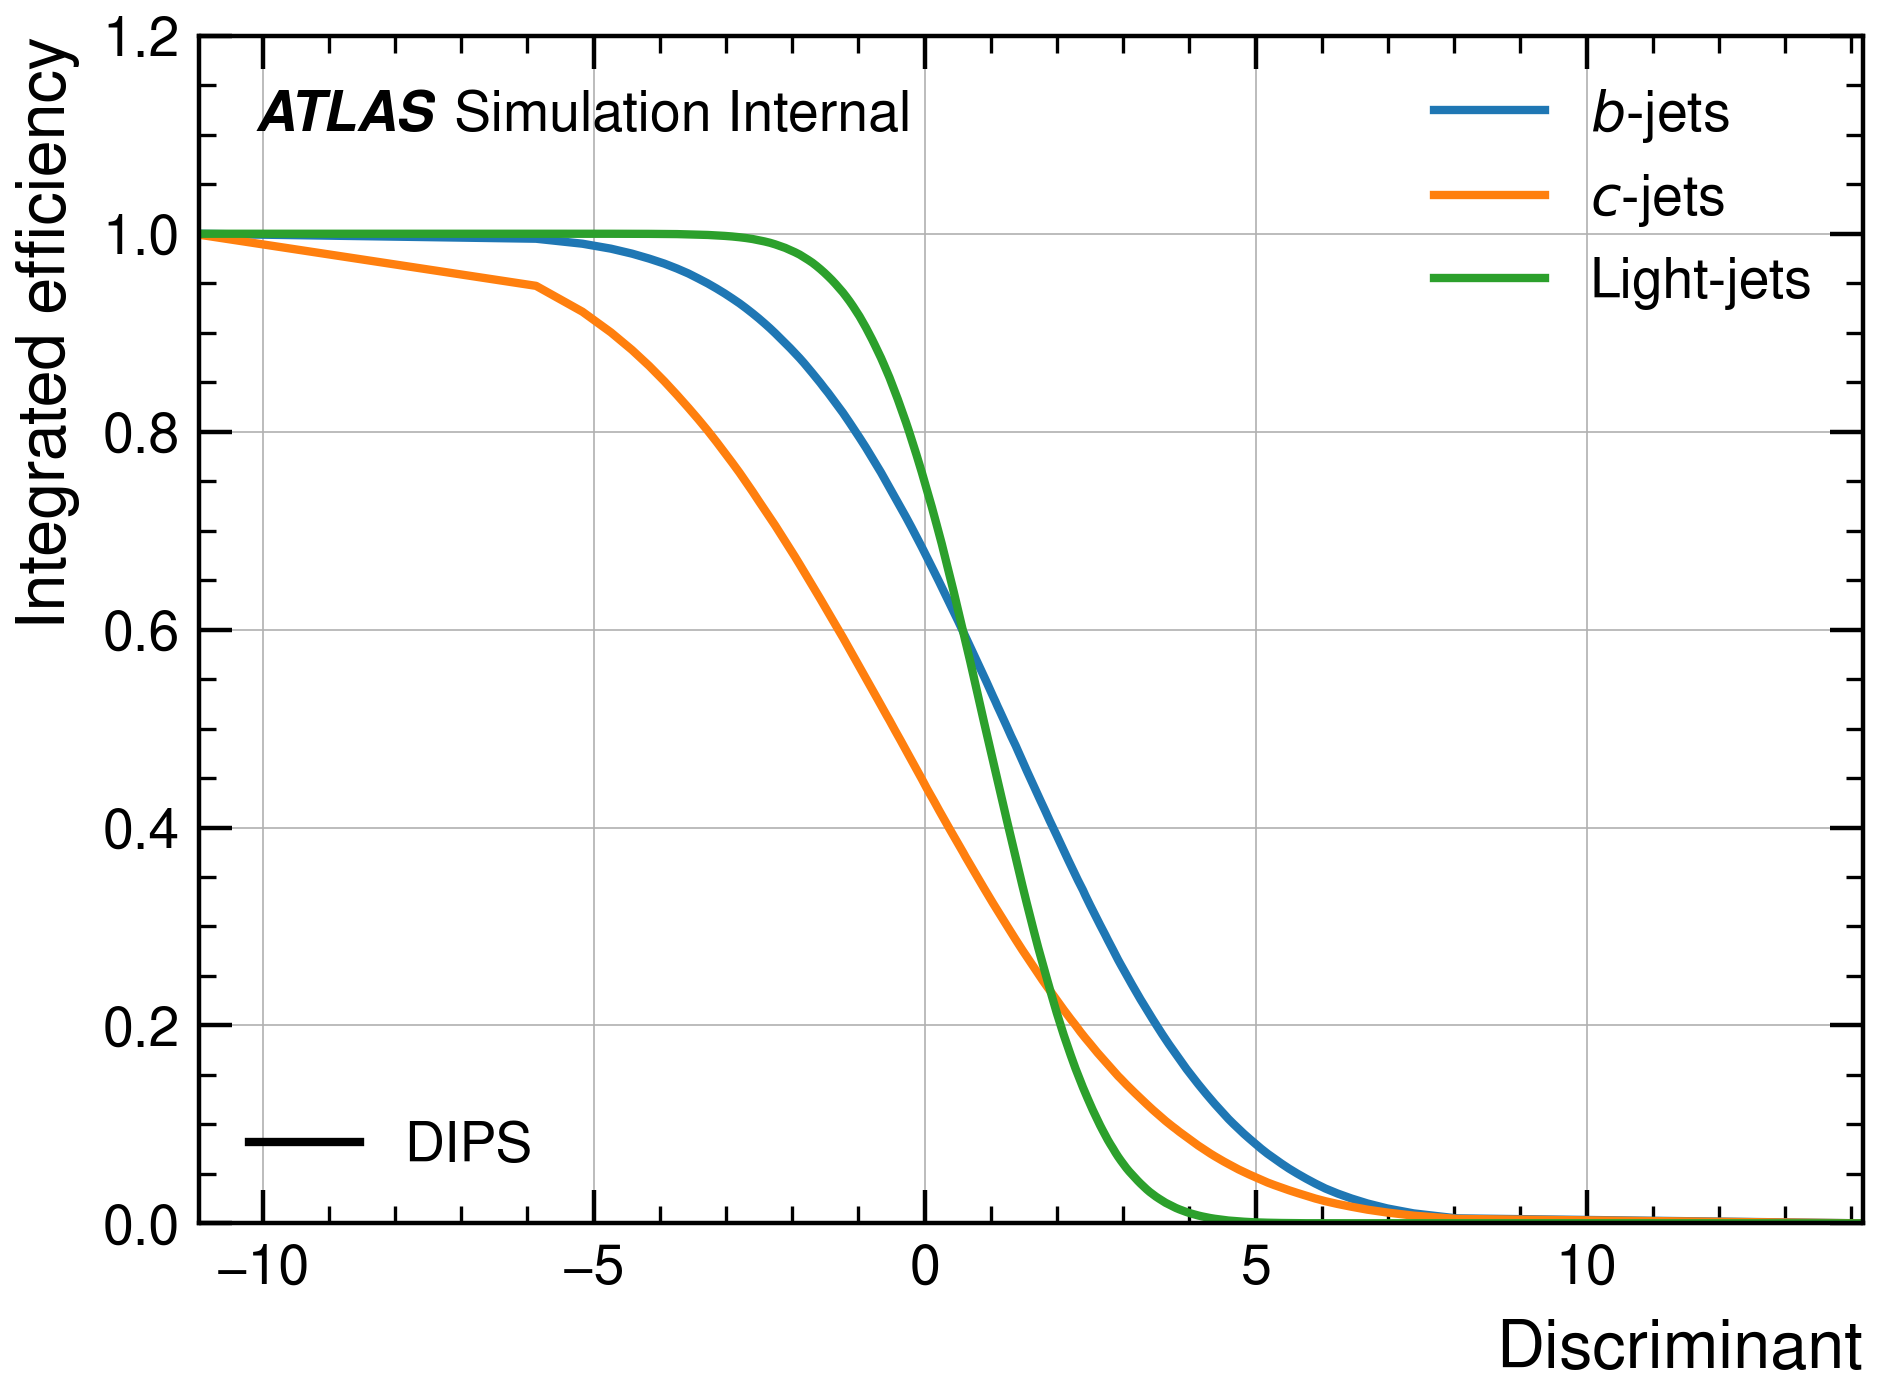 Integrated efficiency
1.2
1.0
0.8
0.6
0.4
0.2
0.0
ATLAS Simulation Internal
b-jets
c-jets
Light-jets
DIPS
−10
−5
0
5
10
Discriminant